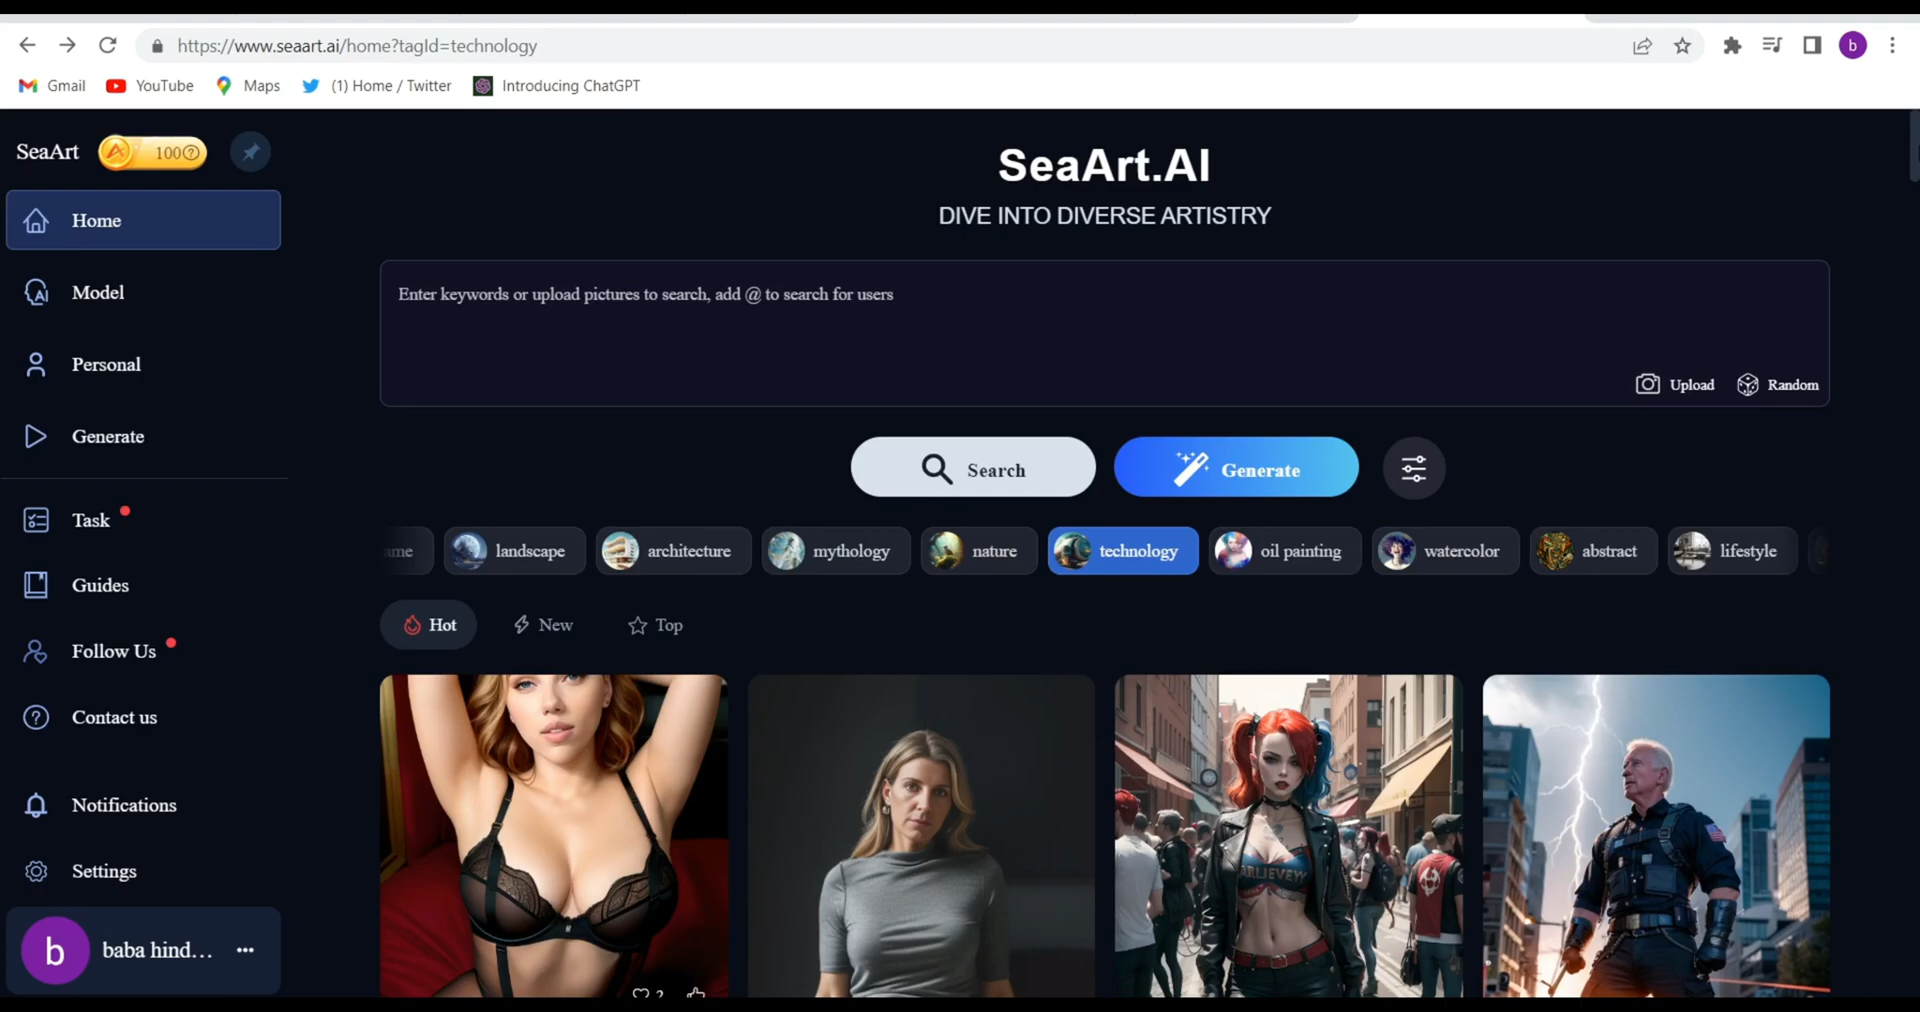 https://www.seaart.ai/home?tagId=technology
b
Gmail
YouTube
Maps
(1) Home / Twitter
Introducing ChatGPT
SeaArt
100
Home
Model
Personal
Generate
Task
Guides
Follow Us
Contact us
Notifications
Settings
b
baba hind...
SeaArt.AI
DIVE INTO DIVERSE ARTISTRY
Enter keywords or upload pictures to search, add @ to search for users
Upload
Random
Search
Generate
ame
landscape
architecture
mythology
nature
technology
oil painting
watercolor
abstract
lifestyle
Hot
New
Top
2